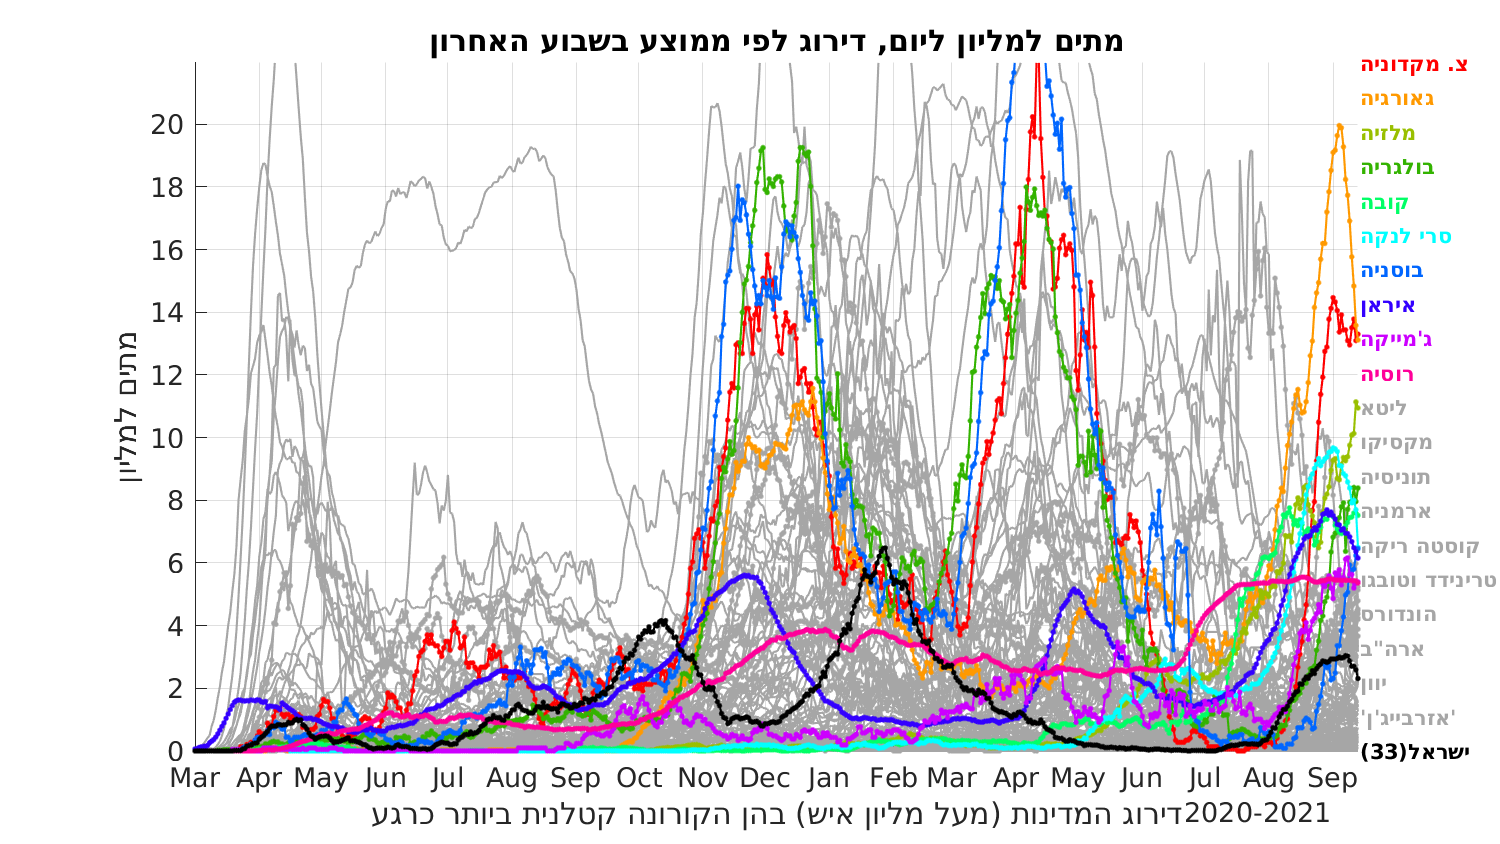 מתים למליון ליום, דירוג לפי ממוצע בשבוע האחרון
צ. מקדוניה
גאורגיה
מלזיה
בולגריה
קובה
סרי לנקה
בוסניה
איראן
ג'מייקה
רוסיה
ליטא
מקסיקו
תוניסיה
ארמניה
קוסטה ריקה
טרינידד וטובגו
הונדורס
ארה"ב
יוון
אזרבייג'ן'
ישראל(33)
מתים למליון
20
18
16
14
12
10
8
6
4
2
0
Mar Apr May Jun Jul Aug Sep Oct Nov Dec Jan Feb Mar Apr May Jun Jul Aug Sep
דירוג המדינות (מעל מליון איש) בהן הקורונה קטלנית ביותר כרגע2020-2021